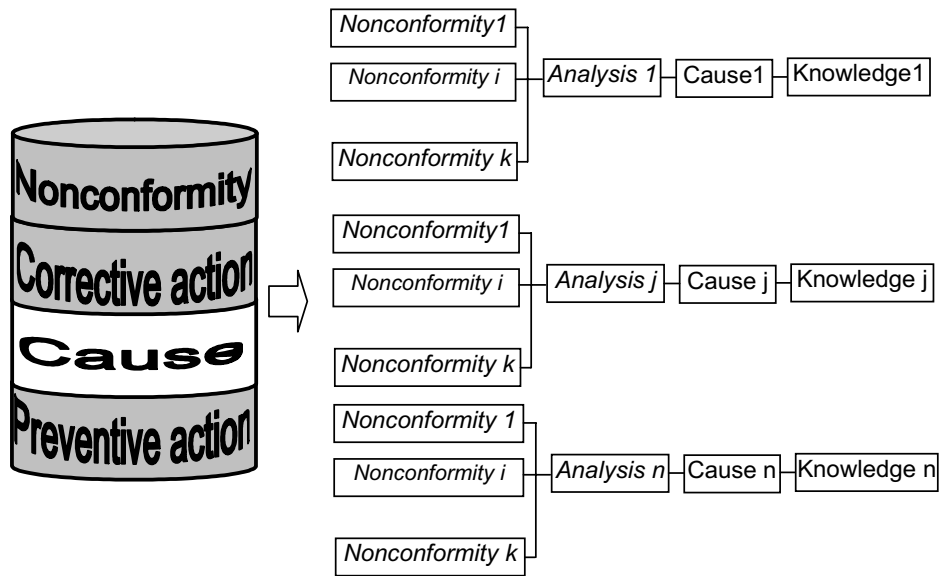 Nonconformity
Corrective action
Cause
Preventive action
Nonconformity1
Nonconformity i
Nonconformity k
Analysis 1
Cause1
Knowledge1
Nonconformity1
Nonconformity i
Nonconformity k
Analysis j
Cause j
Knowledge j
Nonconformity 1
Nonconformity i
Nonconformity k
Analysis n
Cause n
Knowledge n